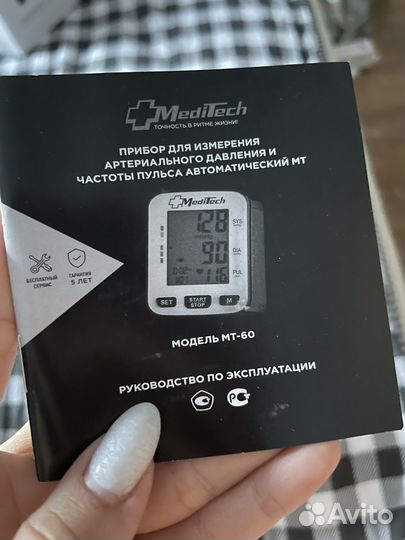 MediTech
ТОЧНОСТЬ В РИТМЕ ЖИЗНИ!
ПРИБОР ДЛЯ ИЗМЕРЕНИЯ
АРТЕРИАЛЬНОГО ДАВЛЕНИЯ И
ЧАСТОТЫ ПУЛЬСА АВТОМАТИЧЕСКИЙ МТ
MediTech
128 SYS
90 DIA
116 PUL
SET START STOP M
БЕСПЛАТНЫЙ СЕРВИС
ГАРАНТИЯ 5 ЛЕТ
МОДЕЛЬ МТ-60
РУКОВОДСТВО ПО ЭКСПЛУАТАЦИИ
Avito